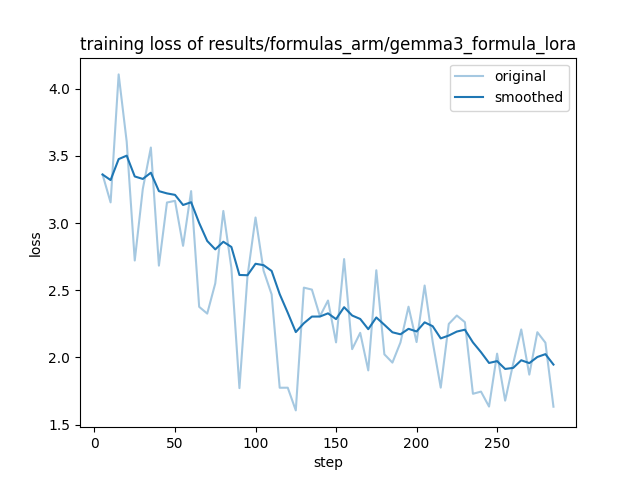 training loss of results/formulas_arm/gemma3_formula_lora
original
smoothed
4.0
3.5
3.0
2.5
2.0
1.5
loss
0
50
100
150
200
250
step